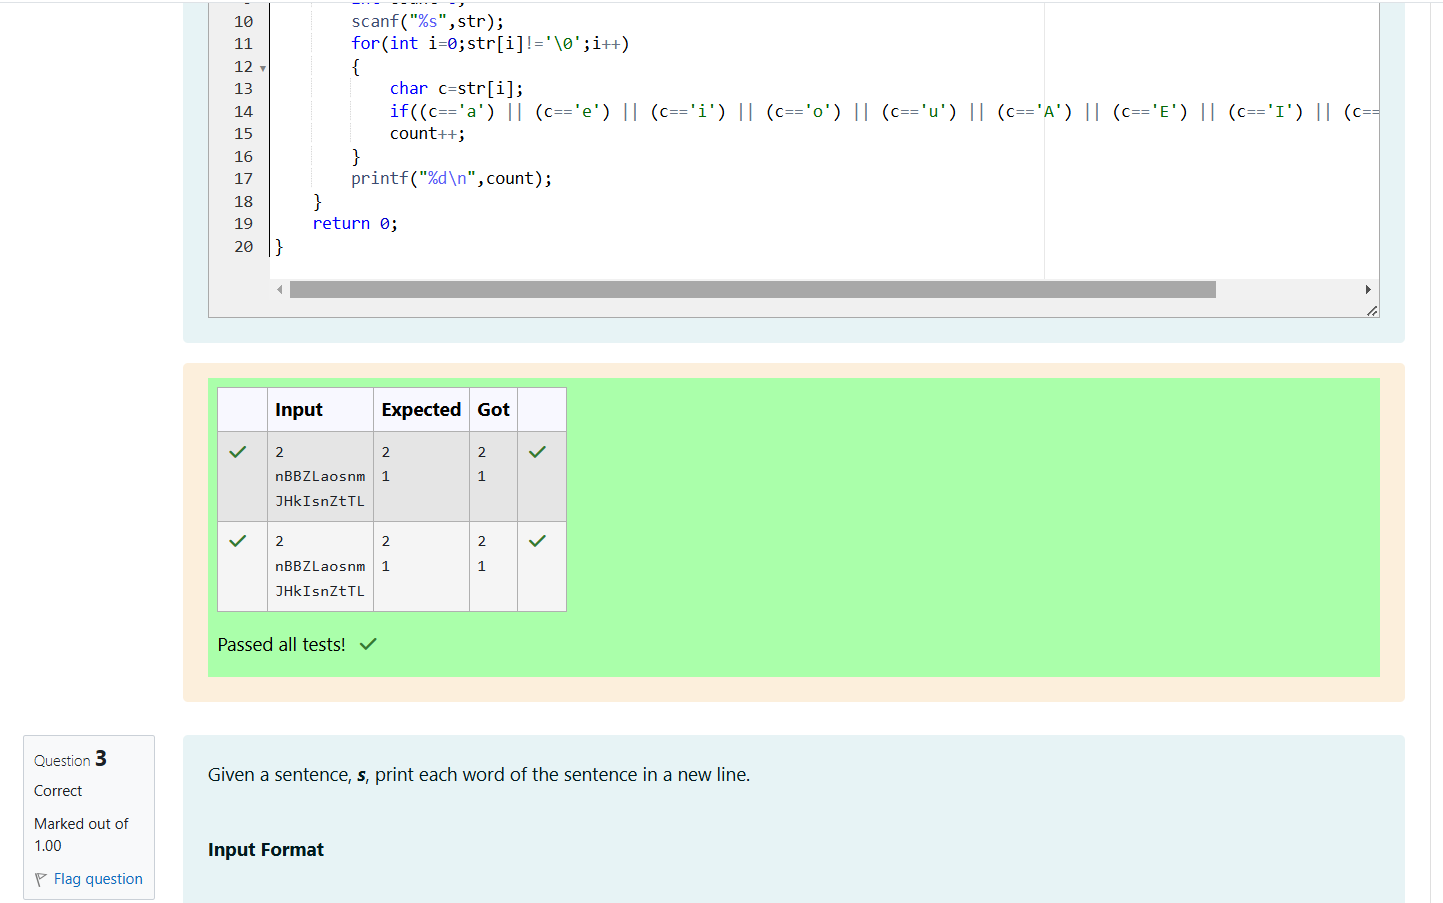 10 scanf("%s",str);
11 for(int i=0;str[i]!='\0';i++)
12 {
13 char c=str[i];
14 if((c=='a') || (c=='e') || (c=='i') || (c=='o') || (c=='u') || (c=='A') || (c=='E') || (c=='I') || (c==
15 count++;
16 }
17 printf("%d\n",count);
18 }
19 return 0;
20 }
Input Expected Got
2 2 2
nBBZLaosnm 1 1
JHkIsnZtTL
2 2 2
nBBZLaosnm 1 1
JHkIsnZtTL
Passed all tests!
Question 3
Correct
Marked out of
1.00
Flag question
Given a sentence, s, print each word of the sentence in a new line.
Input Format